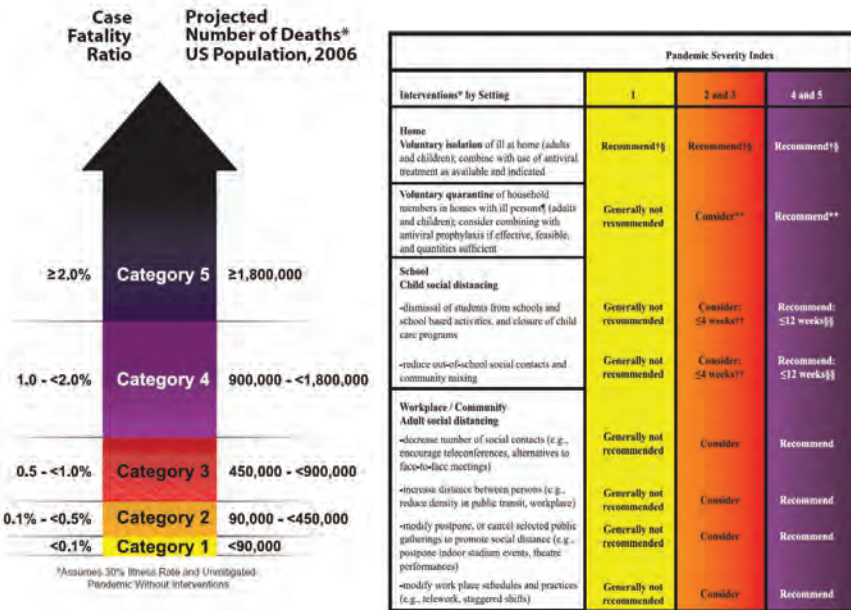 Case
Fatality
Ratio
Projected
Number of Deaths*
US Population, 2006
≥2.0% Category 5 ≥1,800,000
1.0 - <2.0% Category 4 900,000 - <1,800,000
0.5 - <1.0% Category 3 450,000 - <900,000
0.1% - <0.5% Category 2 90,000 - <450,000
<0.1% Category 1 <90,000
*Assumes 30% Illness Rate and Unmitigated
Pandemic Without Interventions
Pandemic Severity Index
Interventions* by Setting 1 2 and 3 4 and 5
Home
Voluntary isolation of ill at home (adults
and children); combine with use of antiviral
treatment as available and indicated
Recommend†§ Recommend†§ Recommend†§
Voluntary quarantine of household
members in homes with ill persons¶ (adults
and children); consider combining with
antiviral prophylaxis if effective, feasible,
and quantities sufficient
Generally not
recommended
Consider**
Recommend**
School
Child social distancing
-dismissal of students from schools and
school based activities, and closure of child
care programs
Generally not
recommended
Consider:
≤4 weeks††
Recommend:
≤12 weeks§§
-reduce out-of-school social contacts and
community mixing
Generally not
recommended
Consider:
≤4 weeks††
Recommend:
≤12 weeks§§
Workplace / Community
Adult social distancing
-decrease number of social contacts (e.g.,
encourage teleconferences, alternatives to
face-to-face meetings)
Generally not
recommended
Consider
Recommend
-increase distance between persons (e.g.,
reduce density in public transit, workplace)
Generally not
recommended
Consider
Recommend
-modify postpone, or cancel selected public
gatherings to promote social distance (e.g.,
postpone indoor stadium events, theatre
performances)
Generally not
recommended
Consider
Recommend
-modify work place schedules and practices
(e.g., telework, staggered shifts)
Generally not
recommended
Consider
Recommend